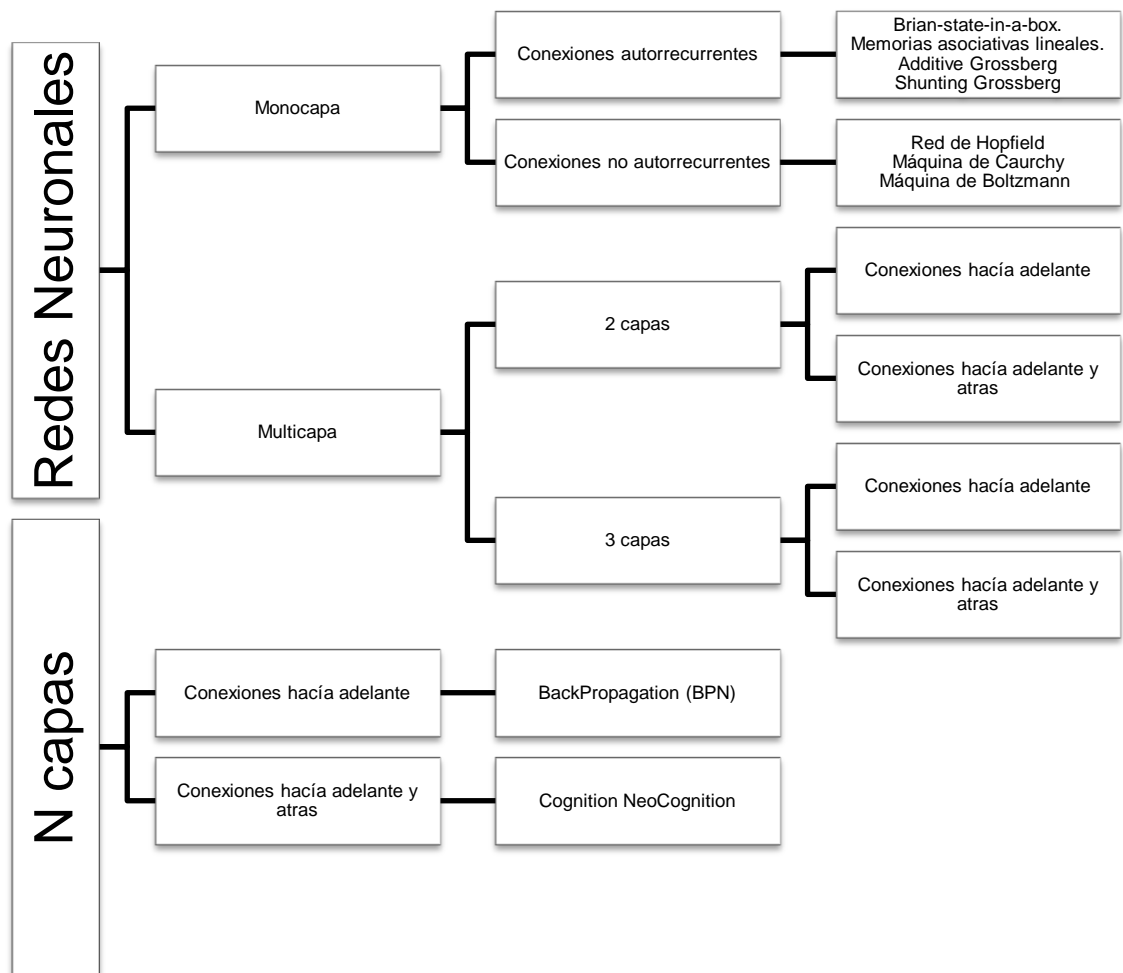 Redes Neuronales
Monocapa
Conexiones autorrecurrentes
Brian-state-in-a-box.
Memorias asociativas lineales.
Additive Grossberg
Shunting Grossberg
Conexiones no autorrecurrentes
Red de Hopfield
Máquina de Caurchy
Máquina de Boltzmann
Multicapa
2 capas
Conexiones hacía adelante
Conexiones hacía adelante y
atras
3 capas
Conexiones hacía adelante
Conexiones hacía adelante y
atras
N capas
Conexiones hacía adelante
BackPropagation (BPN)
Conexiones hacía adelante y
atras
Cognition NeoCognition